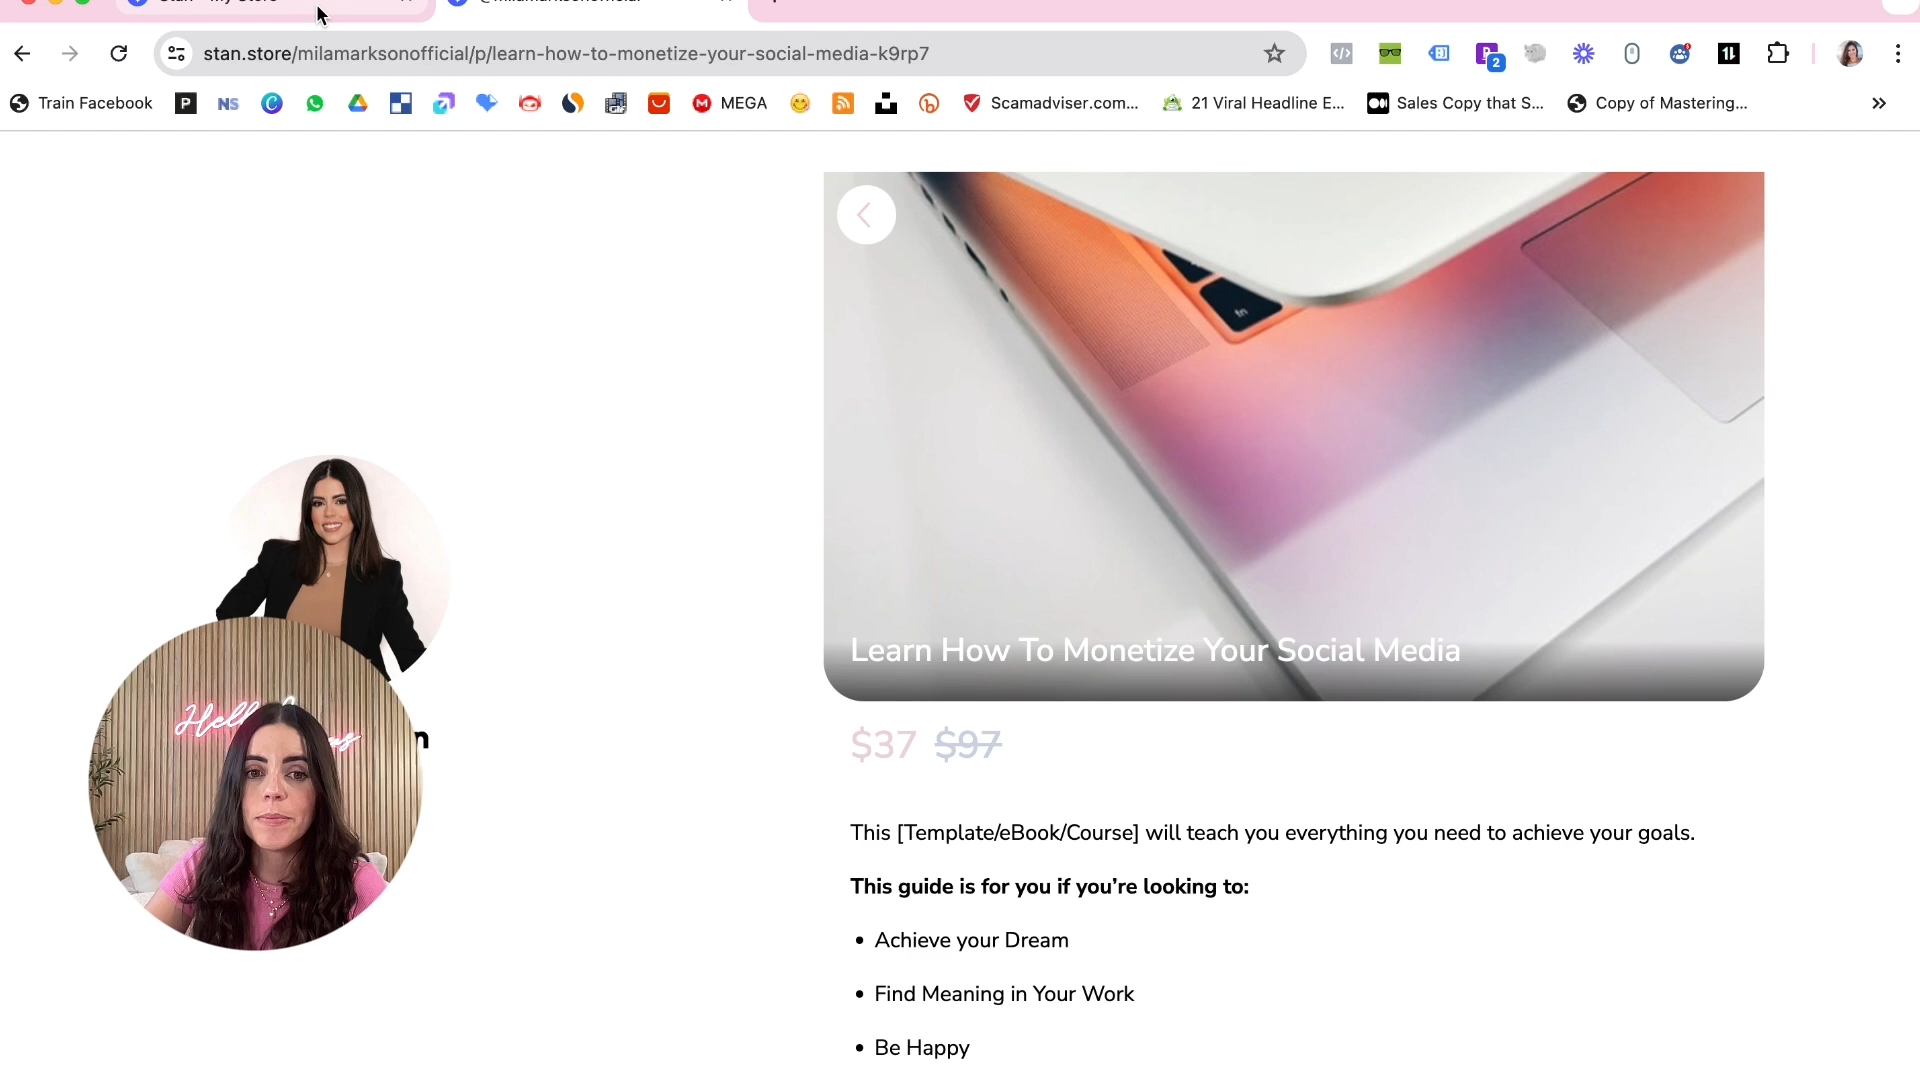 stan.store/milamarksonofficial/p/learn-how-to-monetize-your-social-media-k9rp7
2
Train Facebook
P
NS
MEGA
Scamadviser.com...
21 Viral Headline E...
Sales Copy that S...
Copy of Mastering...
fn
Learn How To Monetize Your Social Media
$37 $97
This [Template/eBook/Course] will teach you everything you need to achieve your goals.
This guide is for you if you’re looking to:
• Achieve your Dream
• Find Meaning in Your Work
• Be Happy